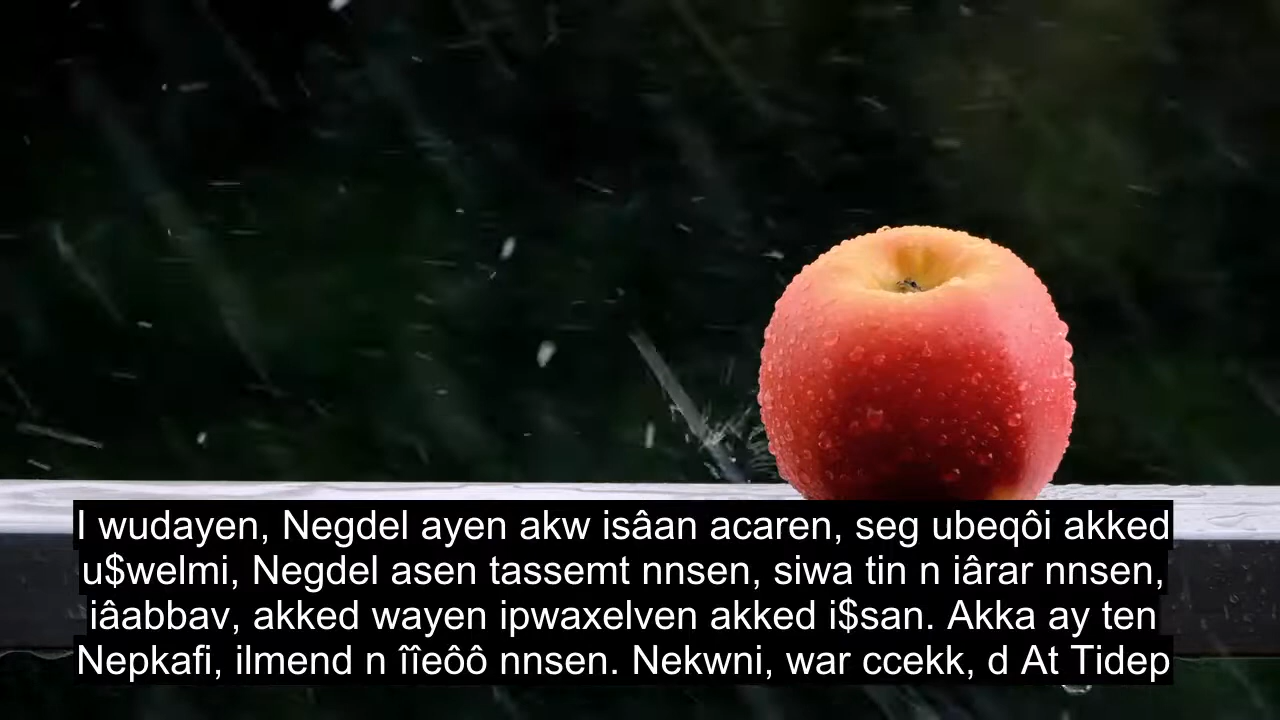 I wudayen, Negdel ayen akw isâan acaren, seg ubeqôi akked
u$welmi, Negdel asen tassemt nnsen, siwa tin n iârar nnsen,
iâabbav, akked wayen ipwaxelven akked i$san. Akka ay ten
Nepkafi, ilmend n îîeôô nnsen. Nekwni, war ccekk, d At Tidep